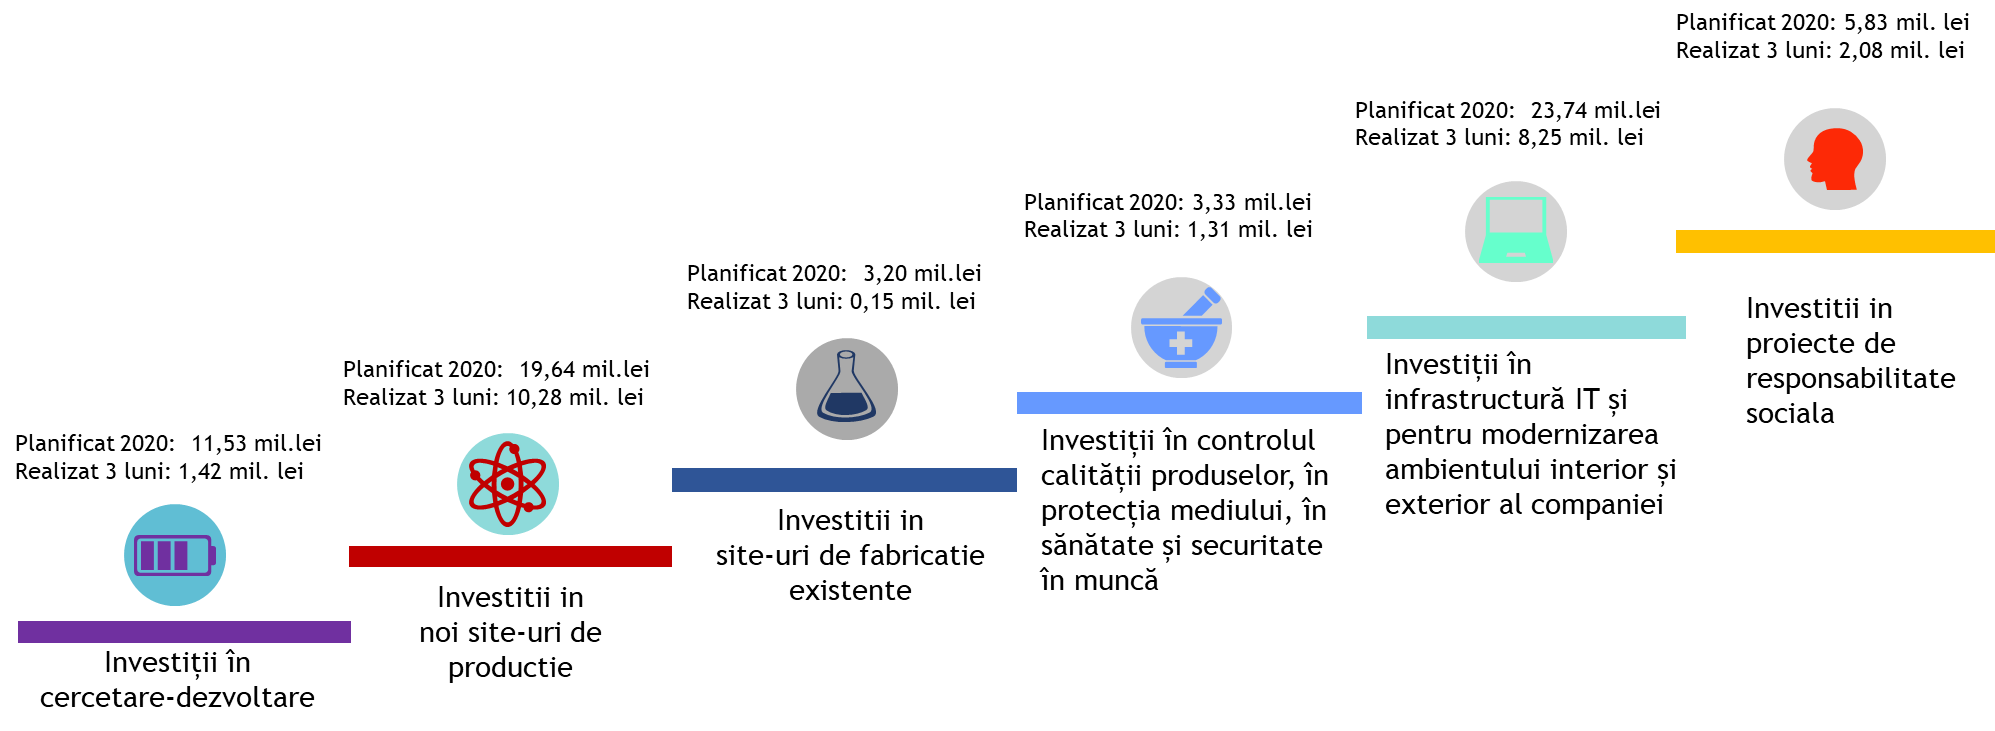 Planificat 2020: 11,53 mil.lei
Realizat 3 luni: 1,42 mil. lei
Investiții în
cercetare-dezvoltare
Planificat 2020: 19,64 mil.lei
Realizat 3 luni: 10,28 mil. lei
Investitii in
noi site-uri de
productie
Planificat 2020: 3,20 mil.lei
Realizat 3 luni: 0,15 mil. lei
Investitii in
site-uri de fabricatie
existente
Planificat 2020: 3,33 mil.lei
Realizat 3 luni: 1,31 mil. lei
Investiții în controlul
calității produselor, în
protecția mediului, în
sănătate și securitate
în muncă
Planificat 2020: 23,74 mil.lei
Realizat 3 luni: 8,25 mil. lei
Investiții în
infrastructură IT și
pentru modernizarea
ambientului interior și
exterior al companiei
Planificat 2020: 5,83 mil. lei
Realizat 3 luni: 2,08 mil. lei
Investitii in
proiecte de
responsabilitate
sociala